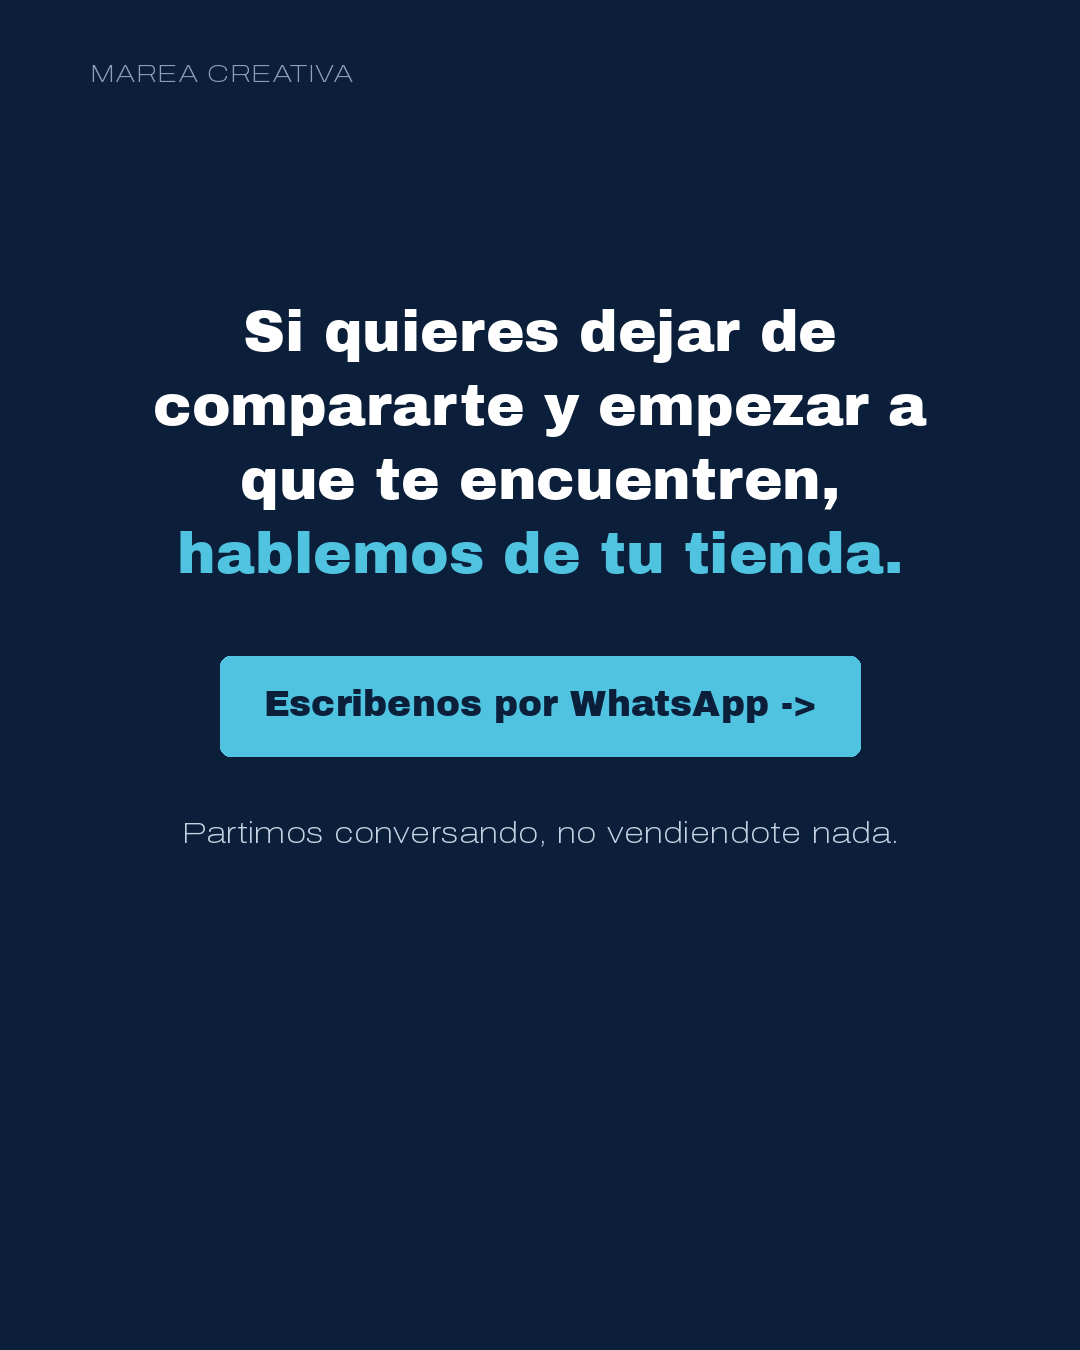 MAREA CREATIVA
Si quieres dejar de
compararte y empezar a
que te encuentren,
hablemos de tu tienda.
Escribenos por WhatsApp ->
Partimos conversando, no vendiendote nada.